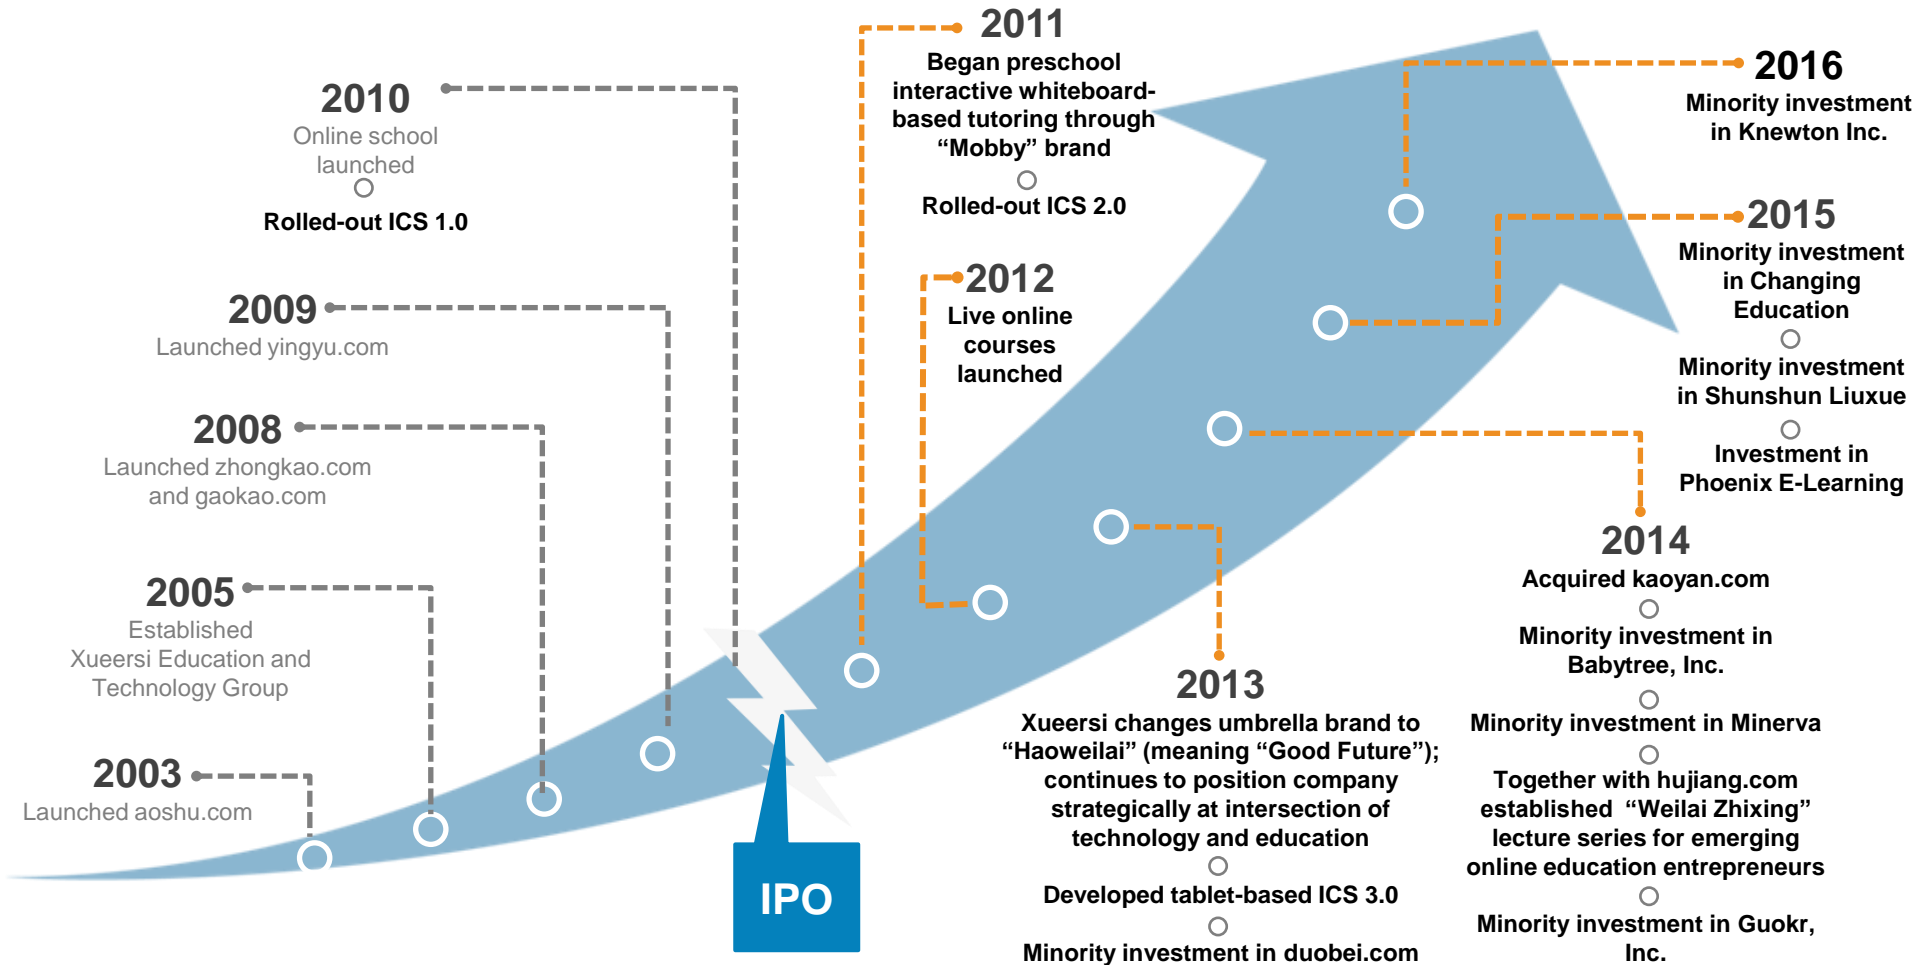 2003
Launched aoshu.com
2005
Established
Xueersi Education and
Technology Group
2008
Launched zhongkao.com
and gaokao.com
2009
Launched yingyu.com
2010
Online school
launched
Rolled-out ICS 1.0
IPO
2011
Began preschool
interactive whiteboard-
based tutoring through
“Mobby” brand
Rolled-out ICS 2.0
2012
Live online
courses
launched
2013
Xueersi changes umbrella brand to
“Haoweilai” (meaning “Good Future”);
continues to position company
strategically at intersection of
technology and education
Developed tablet-based ICS 3.0
Minority investment in duobei.com
2014
Acquired kaoyan.com
Minority investment in
Babytree, Inc.
Minority investment in Minerva
Together with hujiang.com
established “Weilai Zhixing”
lecture series for emerging
online education entrepreneurs
Minority investment in Guokr,
Inc.
2015
Minority investment
in Changing
Education
Minority investment
in Shunshun Liuxue
Investment in
Phoenix E-Learning
2016
Minority investment
in Knewton Inc.